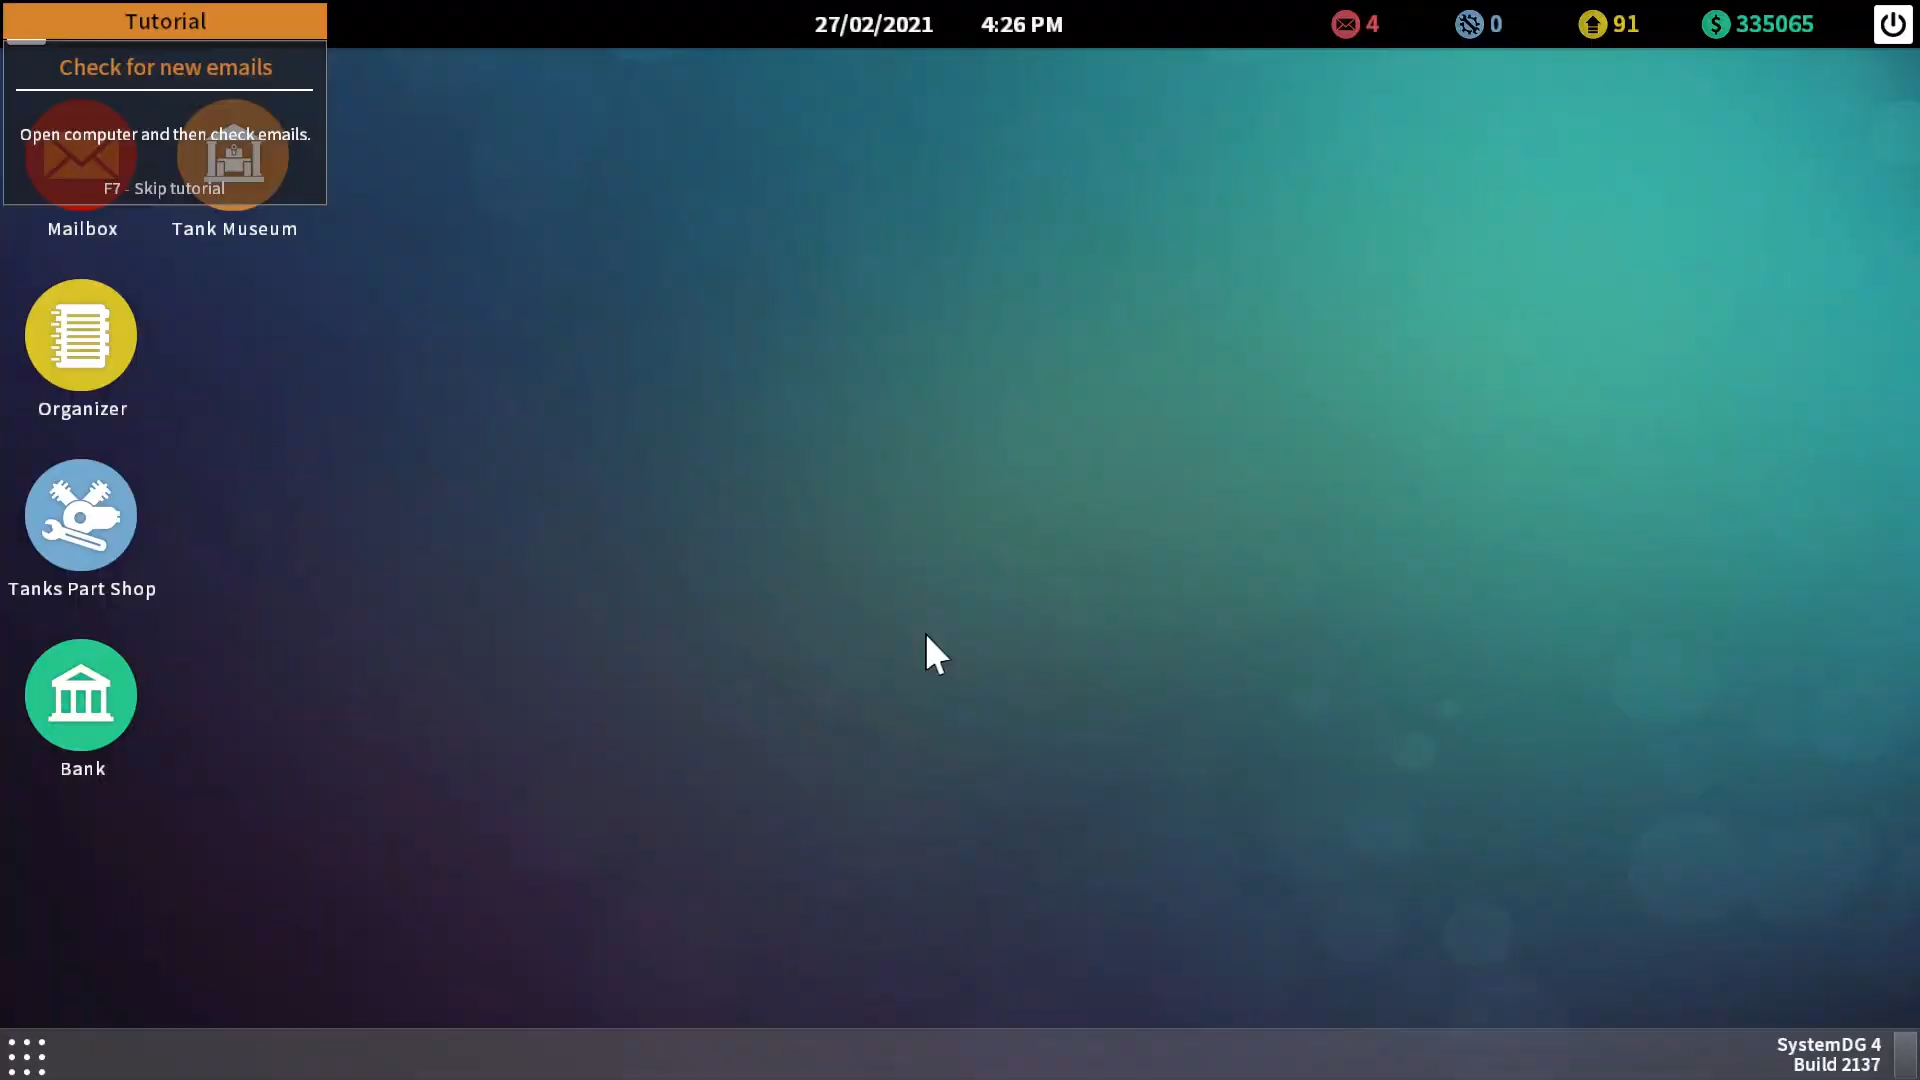 Tutorial
27/02/2021 4:26 PM 4 0 91 335065
Check for new emails
Open computer and then check emails.
F7 - Skip tutorial
Mailbox Tank Museum
Organizer
Tanks Part Shop
Bank
SystemDG 4
Build 2137